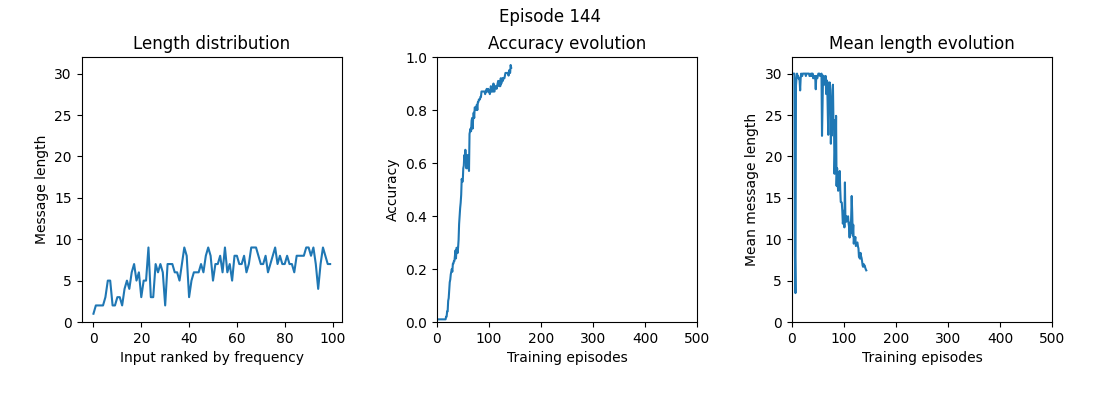 Episode 144
Length distribution
Message length
30
25
20
15
10
5
0
0 20 40 60 80 100
Input ranked by frequency
Accuracy evolution
Accuracy
1.0
0.8
0.6
0.4
0.2
0.0
0 100 200 300 400 500
Training episodes
Mean length evolution
Mean message length
30
25
20
15
10
5
0
0 100 200 300 400 500
Training episodes